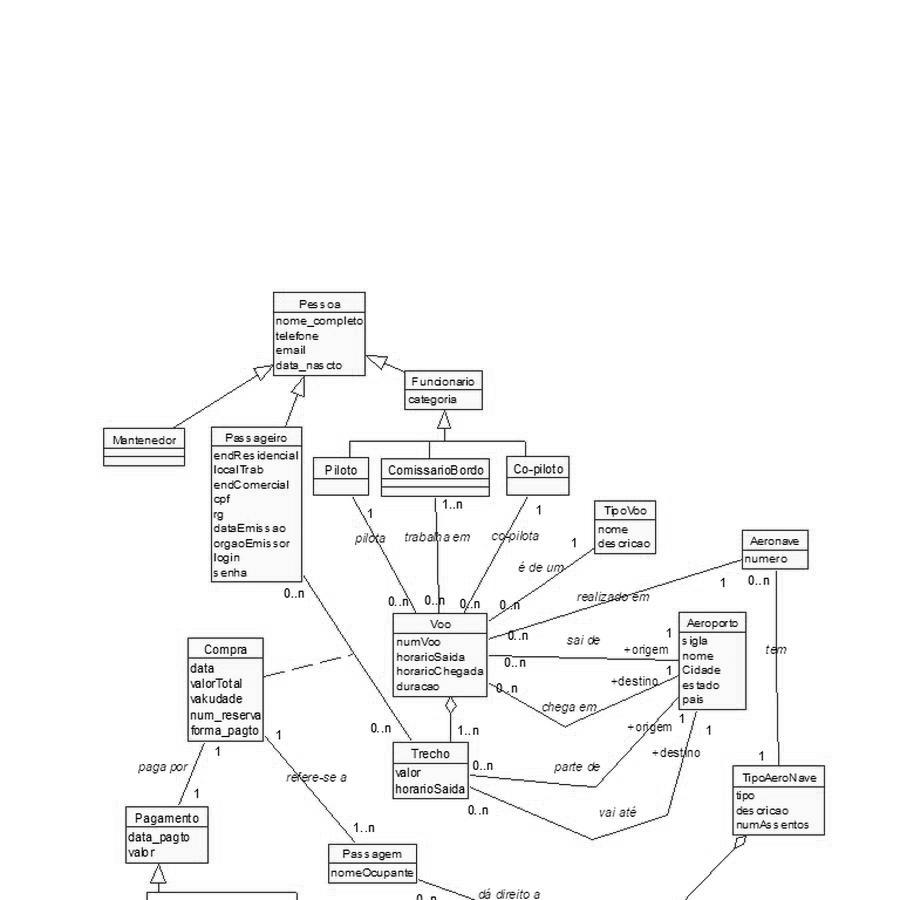 Pessoa
nome_completo
telefone
email
data_nascto
Funcionario
categoria
Mantenedor
Passageiro
endResidencial
localTrab
endComercial
cpf
rg
dataEmissao
orgaoEmissor
login
senha
Piloto
ComissarioBordo
Co-piloto
1
1..n
1
pilota
trabalha em
co-pilota
TipoVoo
nome
descricao
1
é de um
Aeronave
numero
1
0..n
realizado em
0..n
0..n
0..n
0..n
0..n
Voo
numVoo
horarioSaida
horarioChegada
duracao
0..n
sai de
1
+origem
0..n
Aeroporto
sigla
nome
Cidade
estado
pais
tem
1
+destino
0..n
chega em
Compra
data
valorTotal
vakudade
num_reserva
forma_pagto
0..n
1..n
+origem
1
+destino
1
Trecho
valor
horarioSaida
0..n
parte de
0..n
vai até
1
TipoAeroNave
tipo
descricao
numAssentos
1
1
paga por
refere-se a
1
Pagamento
data_pagto
valor
1..n
Passagem
nomeOcupante
dá direito a
0..n